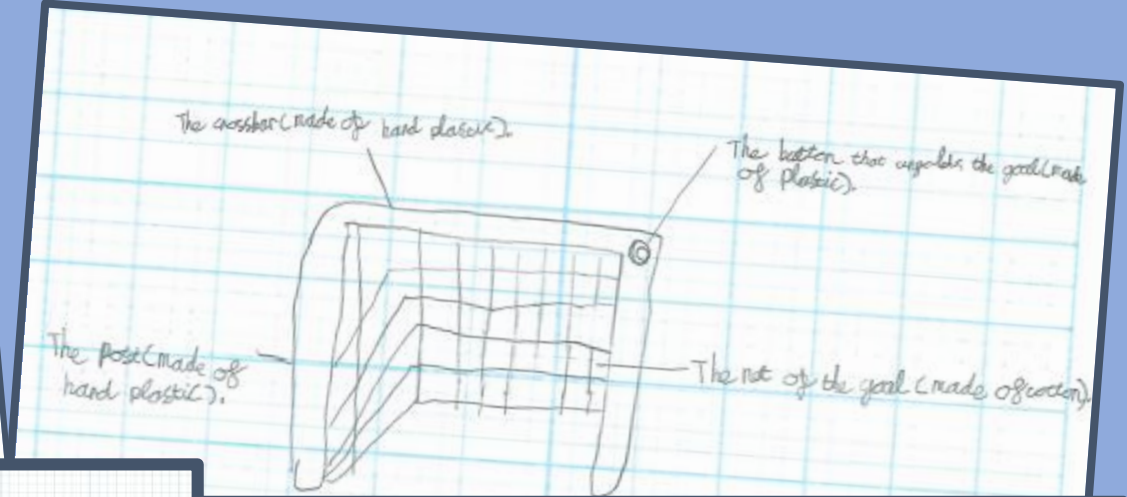 The crossbar (made of hard plastic).
The button that unfolds the goal (made
of plastic).
The Post (made of
hard plastic).
The net of the goal (made of cotton).